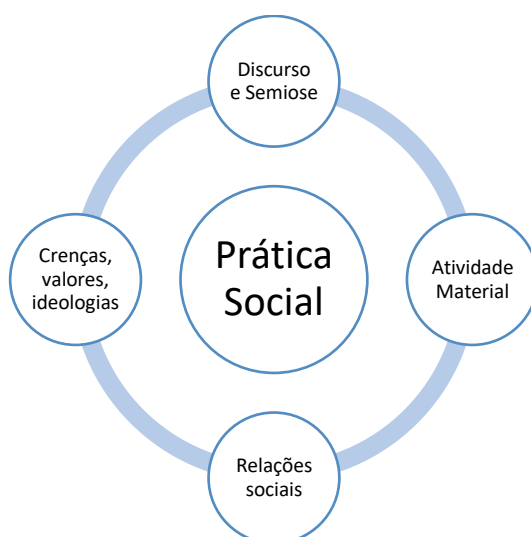 Discurso
e Semiose
Crenças,
valores,
ideologias
Prática
Social
Atividade
Material
Relações
sociais